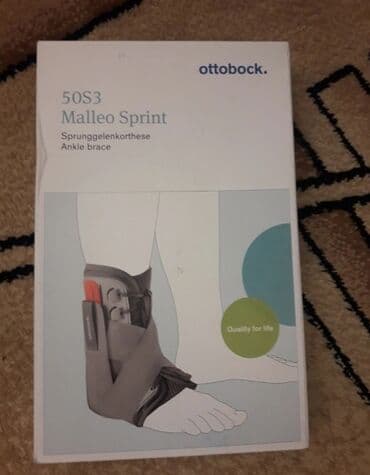 ottobock.
50S3
Malleo Sprint
Sprunggelenkorthese
Ankle brace
Quality for life